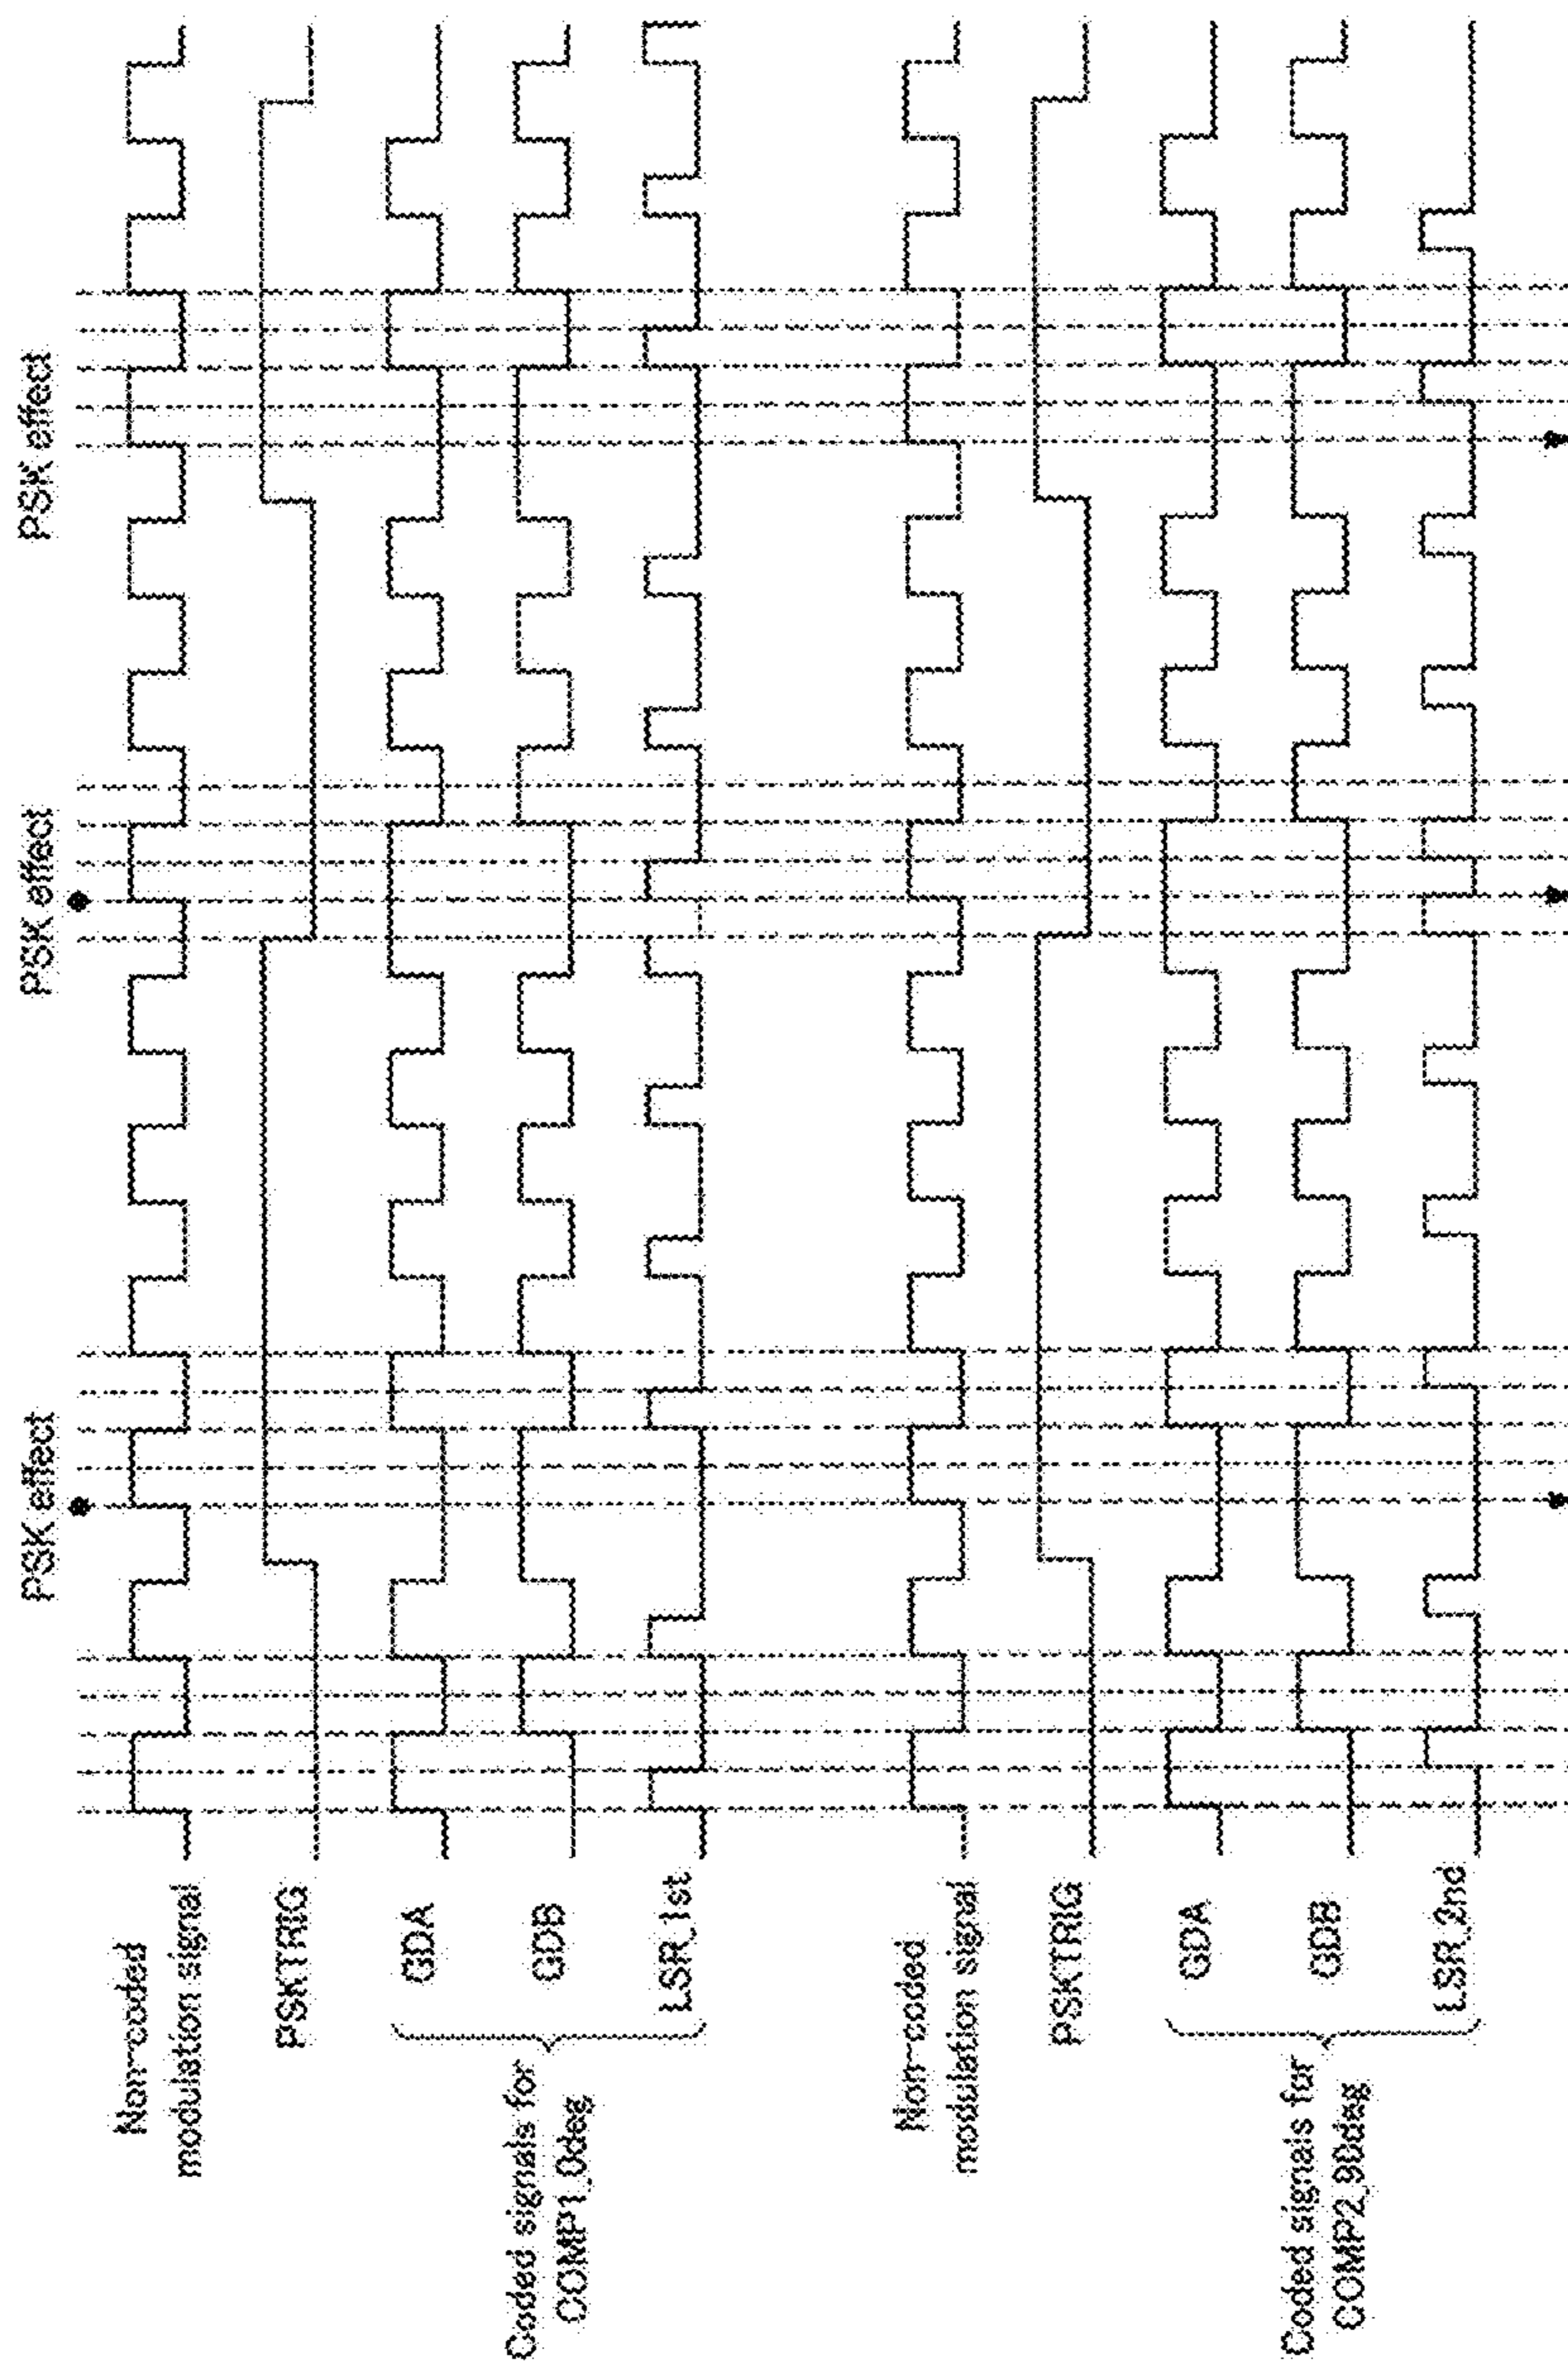 PSK effect
PSK effect
PSK effect
Non-coded
modulation signal
PSKTRIG
GDA
GDB
LSR_1st
Coded signals for
COMP1_0deg
Non-coded
modulation signal
PSKTRIG
GDA
GDB
LSR_2nd
Coded signals for
COMP2_90deg